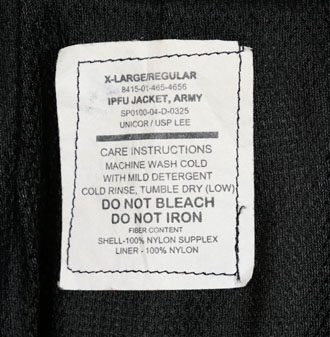 X-LARGE/REGULAR
8415-01-465-4656
IPFU JACKET, ARMY
SP0100-04-D-0325
UNICOR / USP LEE
CARE INSTRUCTIONS
MACHINE WASH COLD
WITH MILD DETERGENT
COLD RINSE, TUMBLE DRY (LOW)
DO NOT BLEACH
DO NOT IRON
FIBER CONTENT
SHELL-100% NYLON SUPPLEX
LINER - 100% NYLON